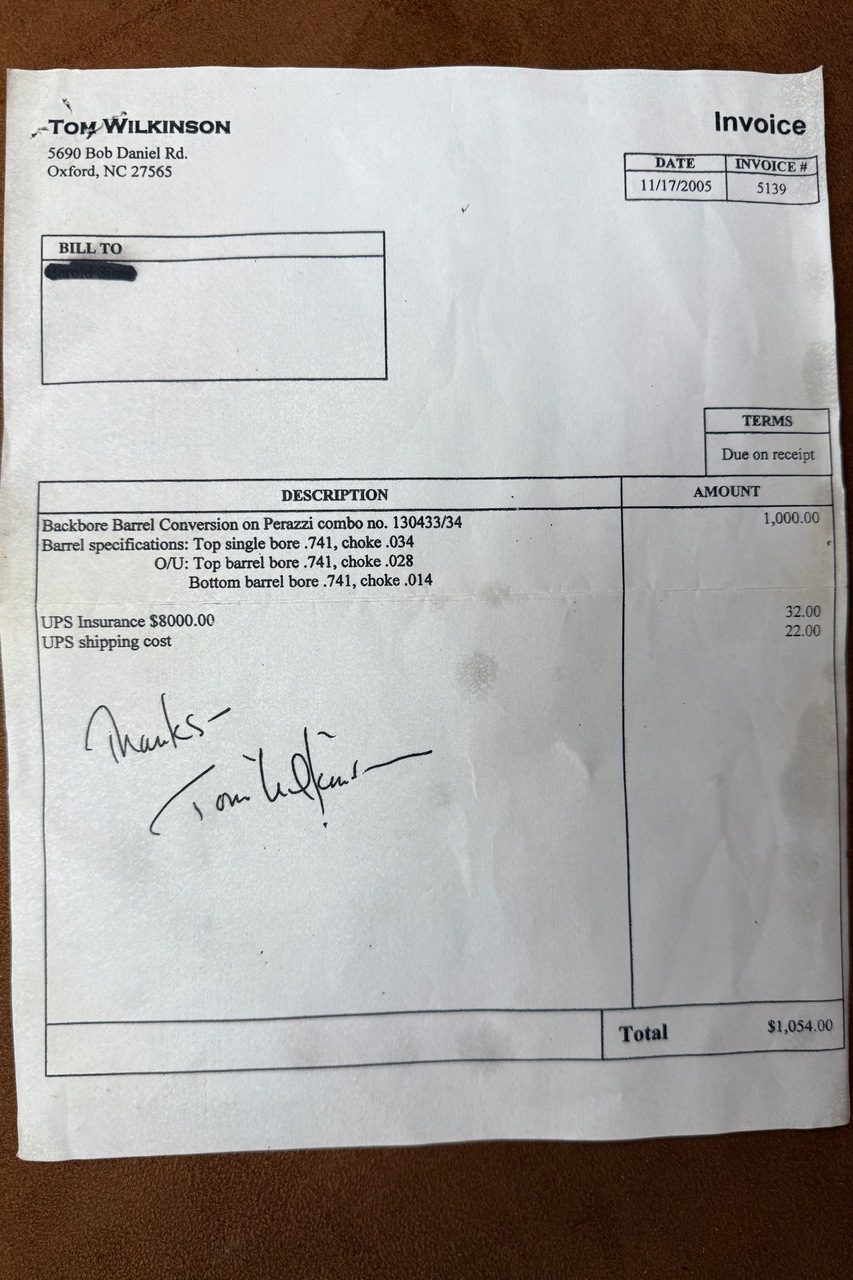 TOM WILKINSON
5690 Bob Daniel Rd.
Oxford, NC 27565
Invoice
DATE INVOICE #
11/17/2005 5139
BILL TO
TERMS
Due on receipt
DESCRIPTION AMOUNT
Backbore Barrel Conversion on Perazzi combo no. 130433/34 1,000.00
Barrel specifications: Top single bore .741, choke .034
O/U: Top barrel bore .741, choke .028
Bottom barrel bore .741, choke .014
UPS Insurance $8000.00 32.00
UPS shipping cost 22.00
Thanks-
Tom Wilkinson
Total $1,054.00